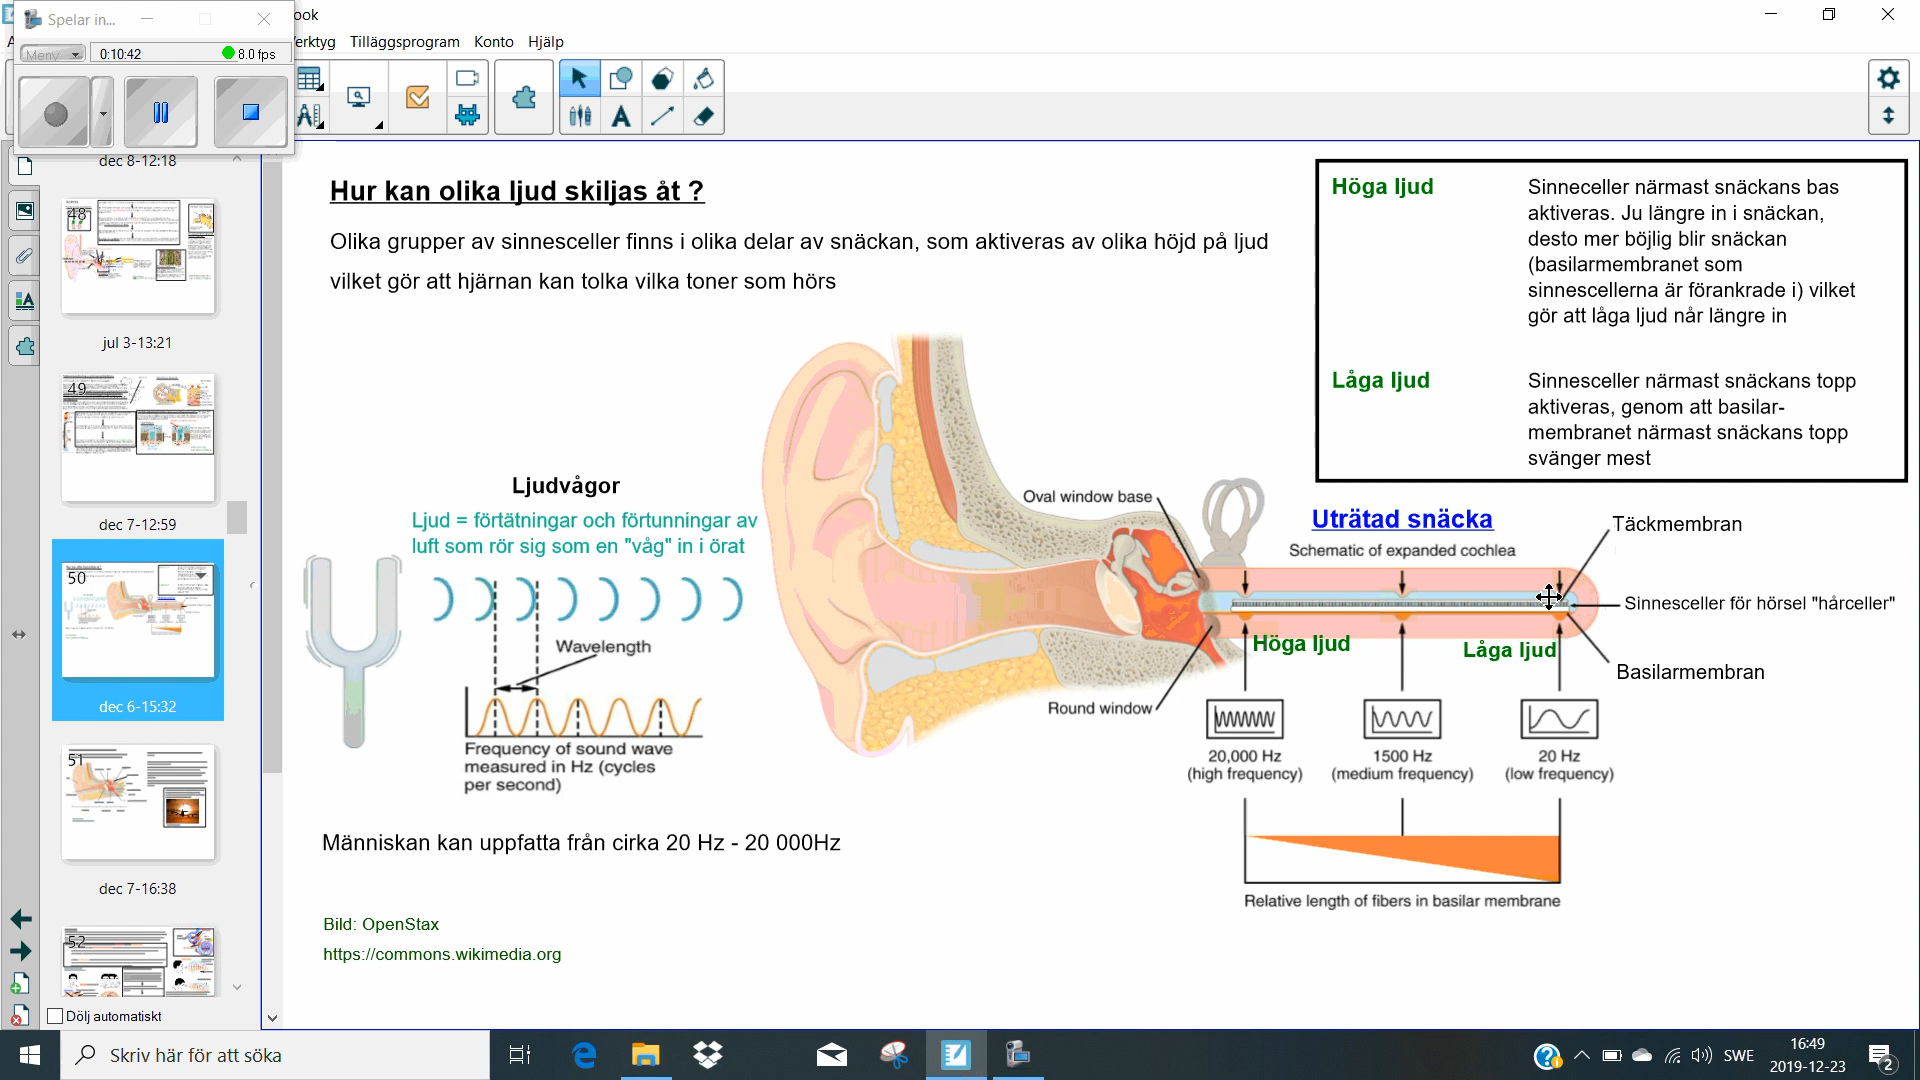 Spelar in...
ook
Meny
0:10:42
8.0 fps
erktyg
Tilläggsprogram
Konto
Hjälp
dec 8-12:18
48
jul 3-13:21
49
dec 7-12:59
50
dec 6-15:32
51
dec 7-16:38
52
Dölj automatiskt
Hur kan olika ljud skiljas åt ?
Olika grupper av sinnesceller finns i olika delar av snäckan, som aktiveras av olika höjd på ljud
vilket gör att hjärnan kan tolka vilka toner som hörs
Höga ljud
Sinneceller närmast snäckans bas
aktiveras. Ju längre in i snäckan,
desto mer böjlig blir snäckan
(basilarmembranet som
sinnescellerna är förankrade i) vilket
gör att låga ljud når längre in
Låga ljud
Sinnesceller närmast snäckans topp
aktiveras, genom att basilar-
membranet närmast snäckans topp
svänger mest
Ljudvågor
Ljud = förtätningar och förtunningar av
luft som rör sig som en "våg" in i örat
Wavelength
Frequency of sound wave
measured in Hz (cycles
per second)
Oval window base
Round window
Uträtad snäcka
Schematic of expanded cochlea
Täckmembran
Sinnesceller för hörsel "hårceller"
Basilarmembran
Höga ljud
Låga ljud
20,000 Hz
(high frequency)
1500 Hz
(medium frequency)
20 Hz
(low frequency)
Relative length of fibers in basilar membrane
Människan kan uppfatta från cirka 20 Hz - 20 000Hz
Bild: OpenStax
https://commons.wikimedia.org
Skriv här för att söka
SWE
16:49
2019-12-23
2